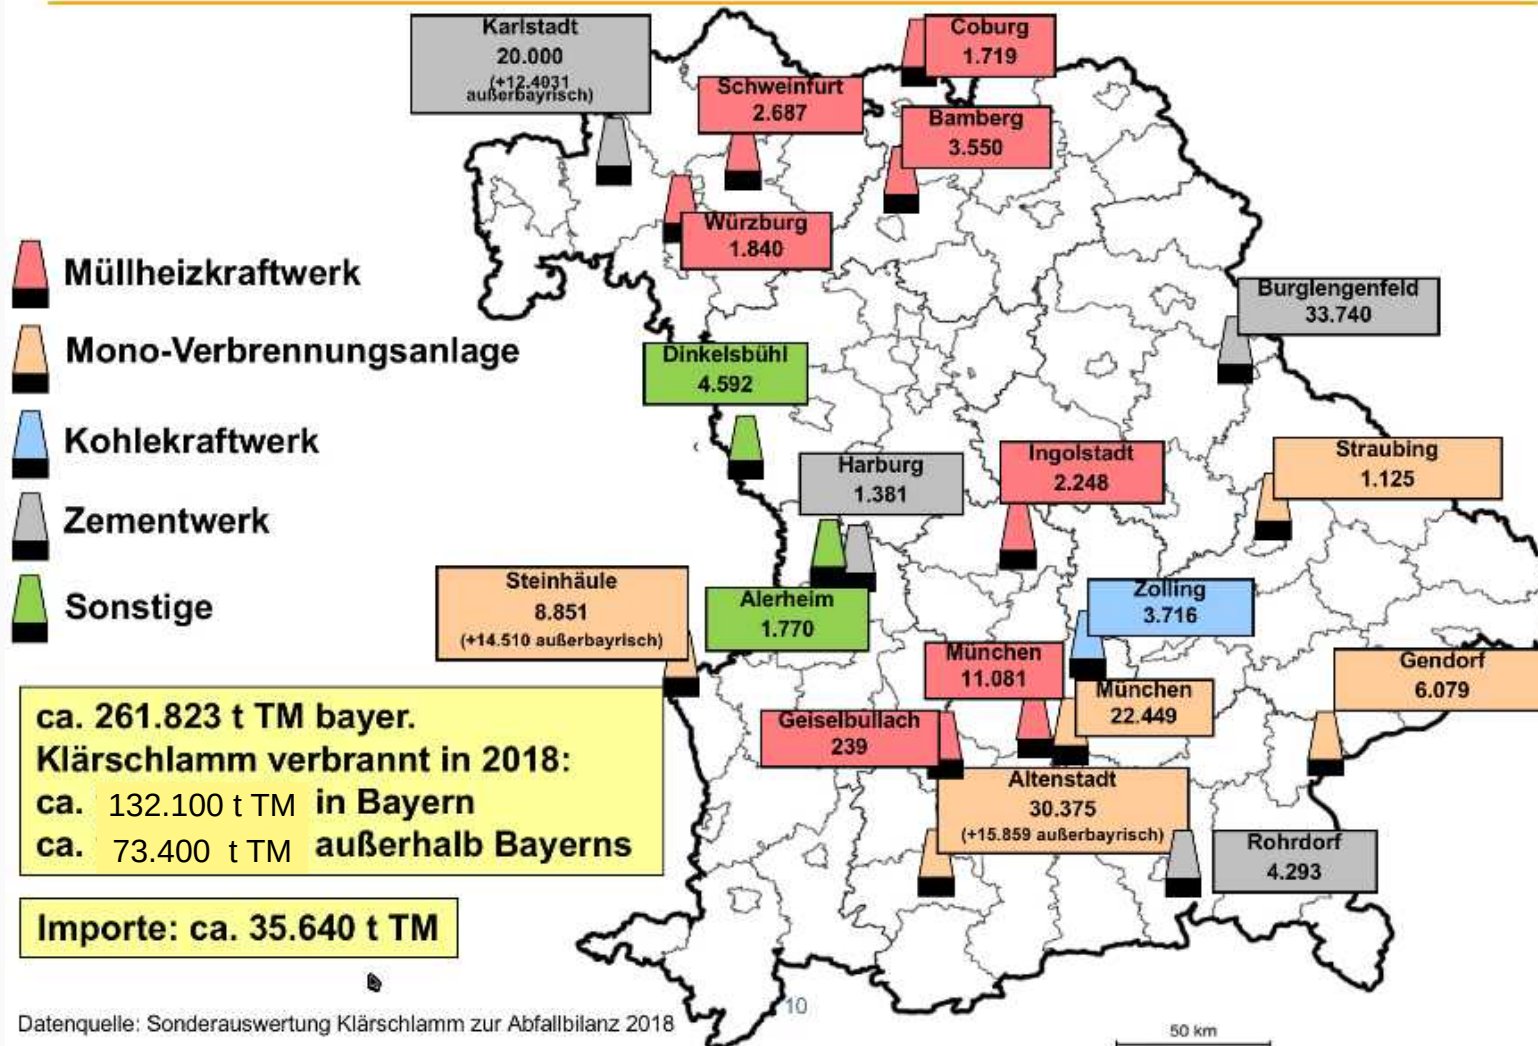 Karlstadt
20.000
(+12.4031
außerbayrisch)
Coburg
1.719
Schweinfurt
2.687
Bamberg
3.550
Würzburg
1.840
Müllheizkraftwerk
Mono-Verbrennungsanlage
Kohlekraftwerk
Zementwerk
Sonstige
Burglengenfeld
33.740
Dinkelsbühl
4.592
Harburg
1.381
Ingolstadt
2.248
Straubing
1.125
Steinhäule
8.851
(+14.510 außerbayrisch)
Alerheim
1.770
Zolling
3.716
München
11.081
München
22.449
Gendorf
6.079
Geiselbullach
239
Altenstadt
30.375
(+15.859 außerbayrisch)
Rohrdorf
4.293
ca. 261.823 t TM bayer.
Klärschlamm verbrannt in 2018:
ca. 132.100 t TM in Bayern
ca. 73.400 t TM außerhalb Bayerns
Importe: ca. 35.640 t TM
10
Datenquelle: Sonderauswertung Klärschlamm zur Abfallbilanz 2018
50 km